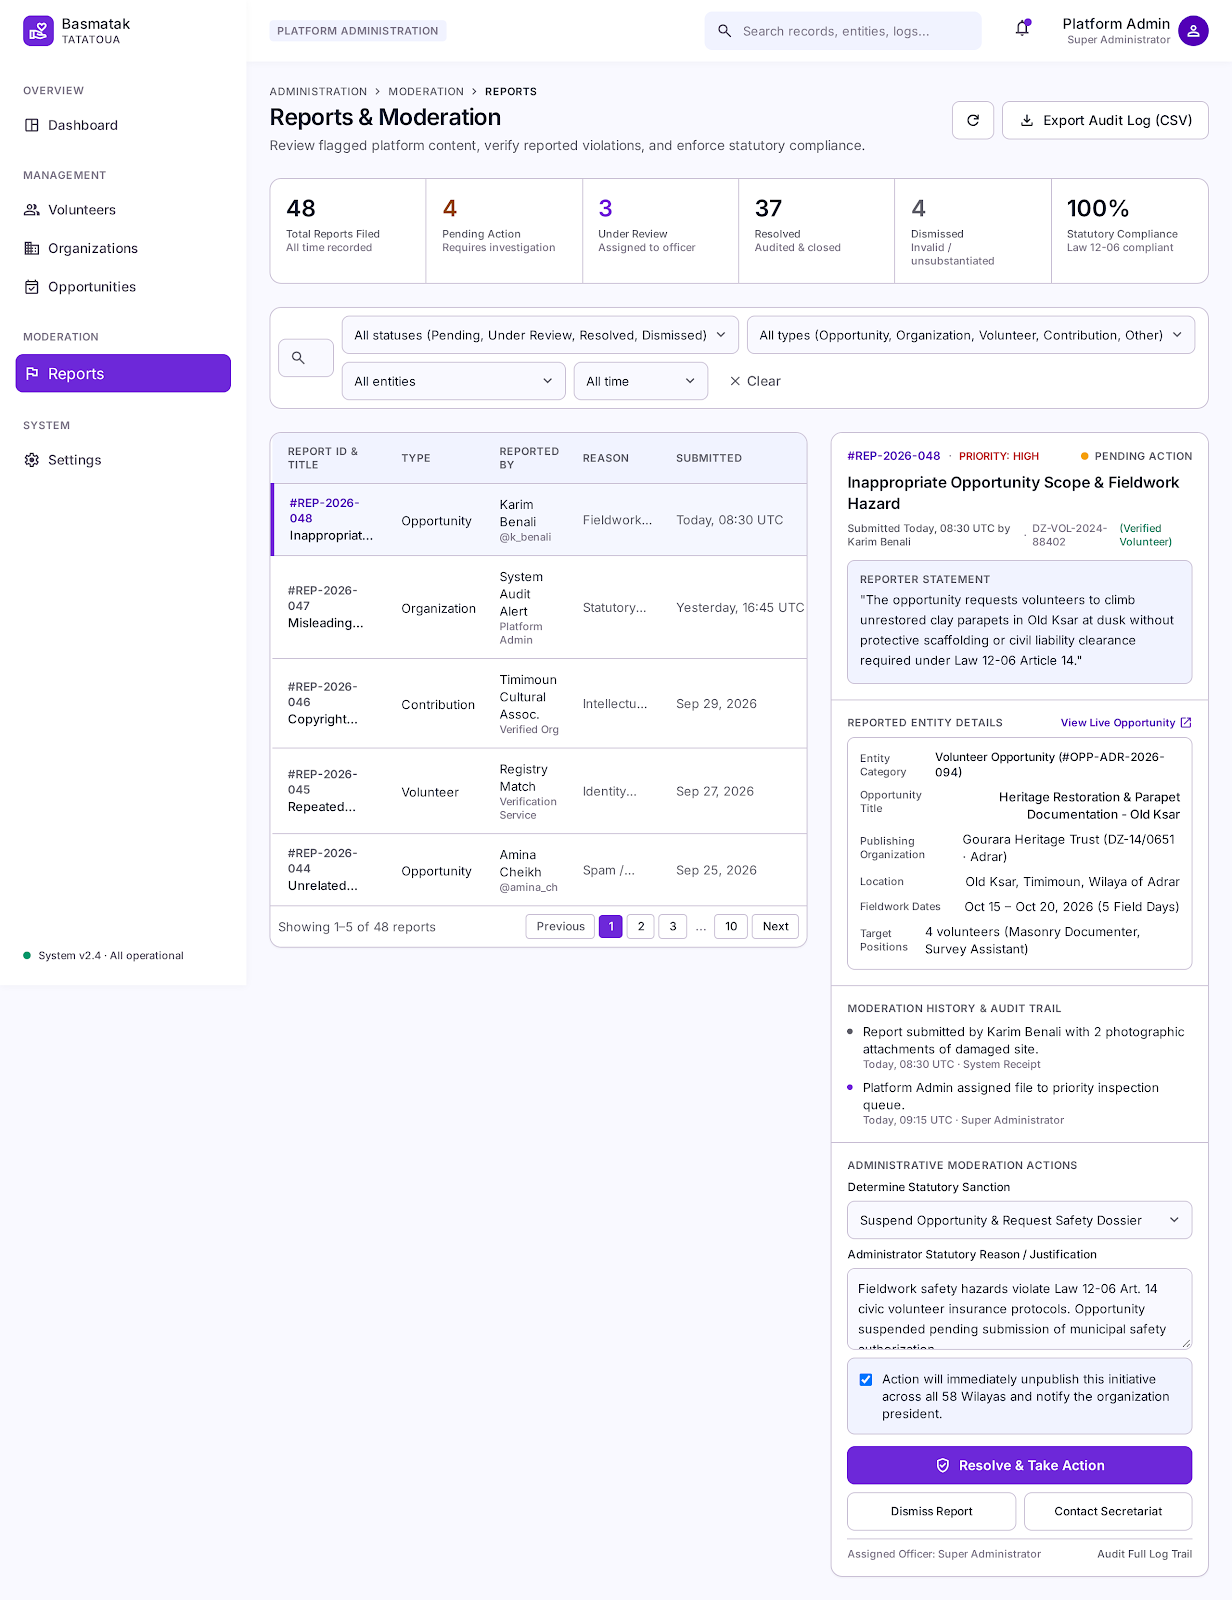 Basmatak
TATATOUA
PLATFORM ADMINISTRATION
Search records, entities, logs...
Platform Admin
Super Administrator
OVERVIEW
Dashboard
MANAGEMENT
Volunteers
Organizations
Opportunities
MODERATION
Reports
SYSTEM
Settings
System v2.4 · All operational
ADMINISTRATION > MODERATION > REPORTS
Reports & Moderation
Review flagged platform content, verify reported violations, and enforce statutory compliance.
Export Audit Log (CSV)
48
Total Reports Filed
All time recorded
4
Pending Action
Requires investigation
3
Under Review
Assigned to officer
37
Resolved
Audited & closed
4
Dismissed
Invalid /
unsubstantiated
100%
Statutory Compliance
Law 12-06 compliant
All statuses (Pending, Under Review, Resolved, Dismissed)
All types (Opportunity, Organization, Volunteer, Contribution, Other)
All entities
All time
Clear
REPORT ID &
TITLE
TYPE
REPORTED
BY
REASON
SUBMITTED
#REP-2026-
048
Inappropriat...
Opportunity
Karim
Benali
@k_benali
Fieldwork...
Today, 08:30 UTC
#REP-2026-
047
Misleading...
Organization
System
Audit
Alert
Platform
Admin
Statutory...
Yesterday, 16:45 UTC
#REP-2026-
046
Copyright...
Contribution
Timimoun
Cultural
Assoc.
Verified Org
Intellectu...
Sep 29, 2026
#REP-2026-
045
Repeated...
Volunteer
Registry
Match
Verification
Service
Identity...
Sep 27, 2026
#REP-2026-
044
Unrelated...
Opportunity
Amina
Cheikh
@amina_ch
Spam /...
Sep 25, 2026
Showing 1–5 of 48 reports
Previous
1
2
3
...
10
Next
#REP-2026-048 · PRIORITY: HIGH
PENDING ACTION
Inappropriate Opportunity Scope & Fieldwork
Hazard
Submitted Today, 08:30 UTC by
Karim Benali
·
DZ-VOL-2024-
88402
(Verified
Volunteer)
REPORTER STATEMENT
"The opportunity requests volunteers to climb
unrestored clay parapets in Old Ksar at dusk without
protective scaffolding or civil liability clearance
required under Law 12-06 Article 14."
REPORTED ENTITY DETAILS
View Live Opportunity
Entity
Category
Volunteer Opportunity (#OPP-ADR-2026-
094)
Opportunity
Title
Heritage Restoration & Parapet
Documentation - Old Ksar
Publishing
Organization
Gourara Heritage Trust (DZ-14/0651
· Adrar)
Location
Old Ksar, Timimoun, Wilaya of Adrar
Fieldwork Dates
Oct 15 – Oct 20, 2026 (5 Field Days)
Target
Positions
4 volunteers (Masonry Documenter,
Survey Assistant)
MODERATION HISTORY & AUDIT TRAIL
Report submitted by Karim Benali with 2 photographic
attachments of damaged site.
Today, 08:30 UTC · System Receipt
Platform Admin assigned file to priority inspection
queue.
Today, 09:15 UTC · Super Administrator
ADMINISTRATIVE MODERATION ACTIONS
Determine Statutory Sanction
Suspend Opportunity & Request Safety Dossier
Administrator Statutory Reason / Justification
Fieldwork safety hazards violate Law 12-06 Art. 14
civic volunteer insurance protocols. Opportunity
suspended pending submission of municipal safety
authorization.
Action will immediately unpublish this initiative
across all 58 Wilayas and notify the organization
president.
Resolve & Take Action
Dismiss Report
Contact Secretariat
Assigned Officer: Super Administrator
Audit Full Log Trail